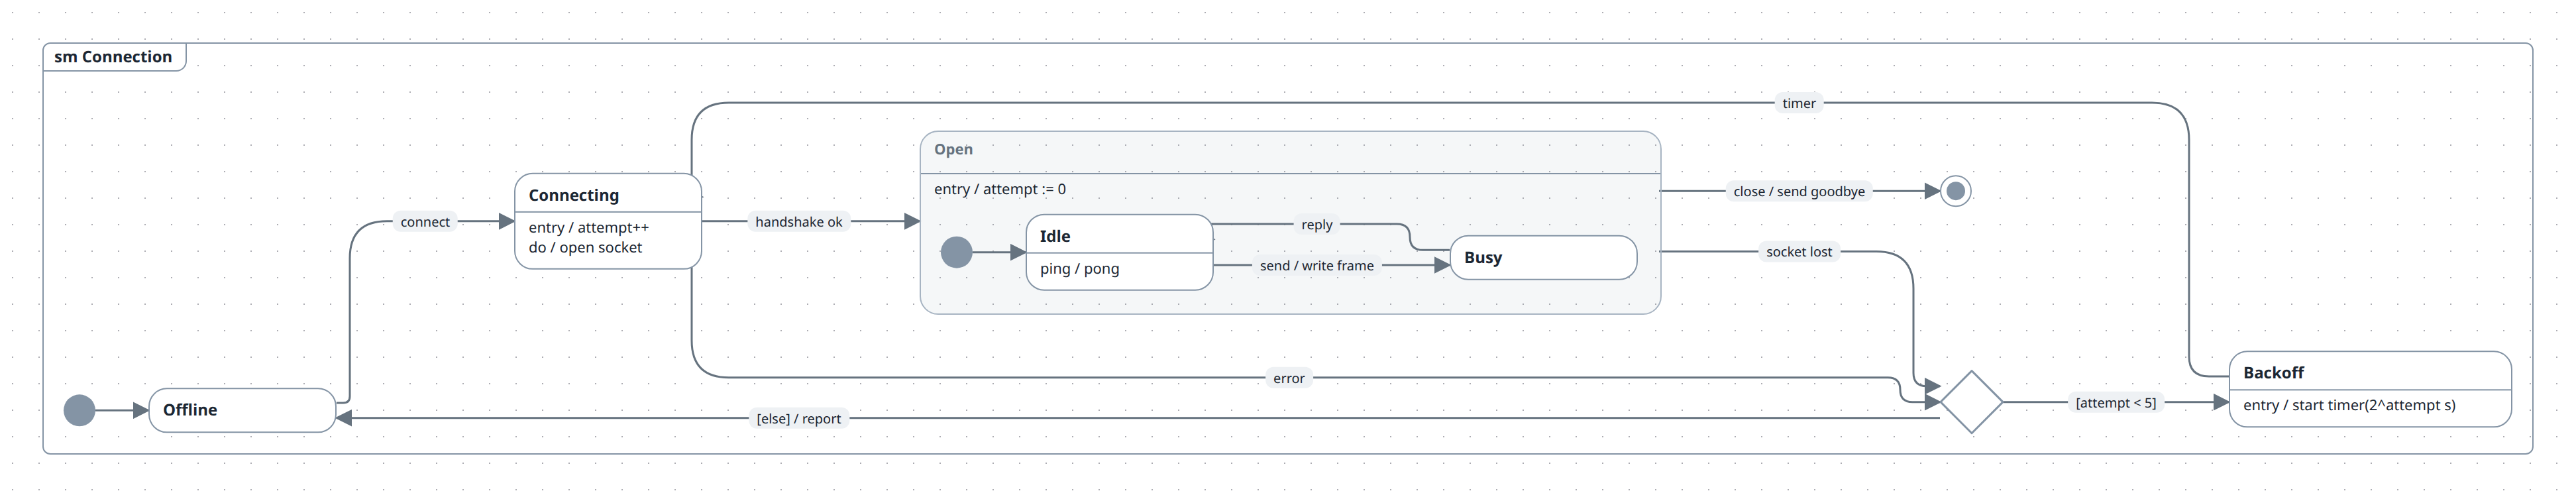 sm Connection
timer
Open
entry / attempt := 0
close / send goodbye
Connecting
entry / attempt++
do / open socket
connect
handshake ok
Idle
ping / pong
reply
send / write frame
Busy
socket lost
error
Offline
[else] / report
[attempt < 5]
Backoff
entry / start timer(2^attempt s)